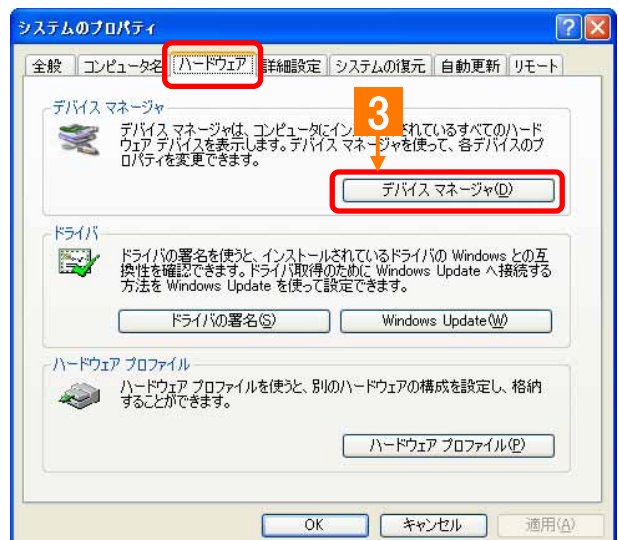 システムのプロパティ
全般 コンピュータ名 ハードウェア 詳細設定 システムの復元 自動更新 リモート
デバイス マネージャ
3
デバイス マネージャは、コンピュータにインされているすべてのハード
ウェア デバイスを表示します。デバイス マネージャを使って、各デバイスのプ
ロパティを変更できます。
デバイス マネージャ(D)
ドライバ
ドライバの署名を使うと、インストールされているドライバの Windows との互
換性を確認できます。ドライバ取得のために Windows Update へ接続する
方法を Windows Update を使って設定できます。
ドライバの署名(S) Windows Update(W)
ハードウェア プロファイル
ハードウェア プロファイルを使うと、別のハードウェアの構成を設定し、格納
することができます。
ハードウェア プロファイル(P)
OK キャンセル 適用(A)